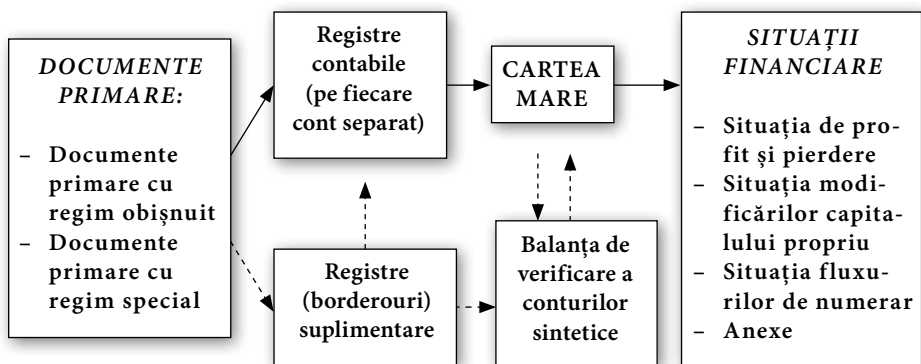 DOCUMENTE
PRIMARE:
– Documente
primare cu
regim obișnuit
– Documente
primare cu
regim special
Registre
contabile
(pe fiecare
cont separat)
Registre
(borderouri)
suplimentare
CARTEA
MARE
Balanța de
verificare a
conturilor
sintetice
SITUAȚII
FINANCIARE
– Situația de pro-
fit și pierdere
– Situația modi-
ficărilor capita-
lului propriu
– Situația fluxu-
rilor de numerar
– Anexe